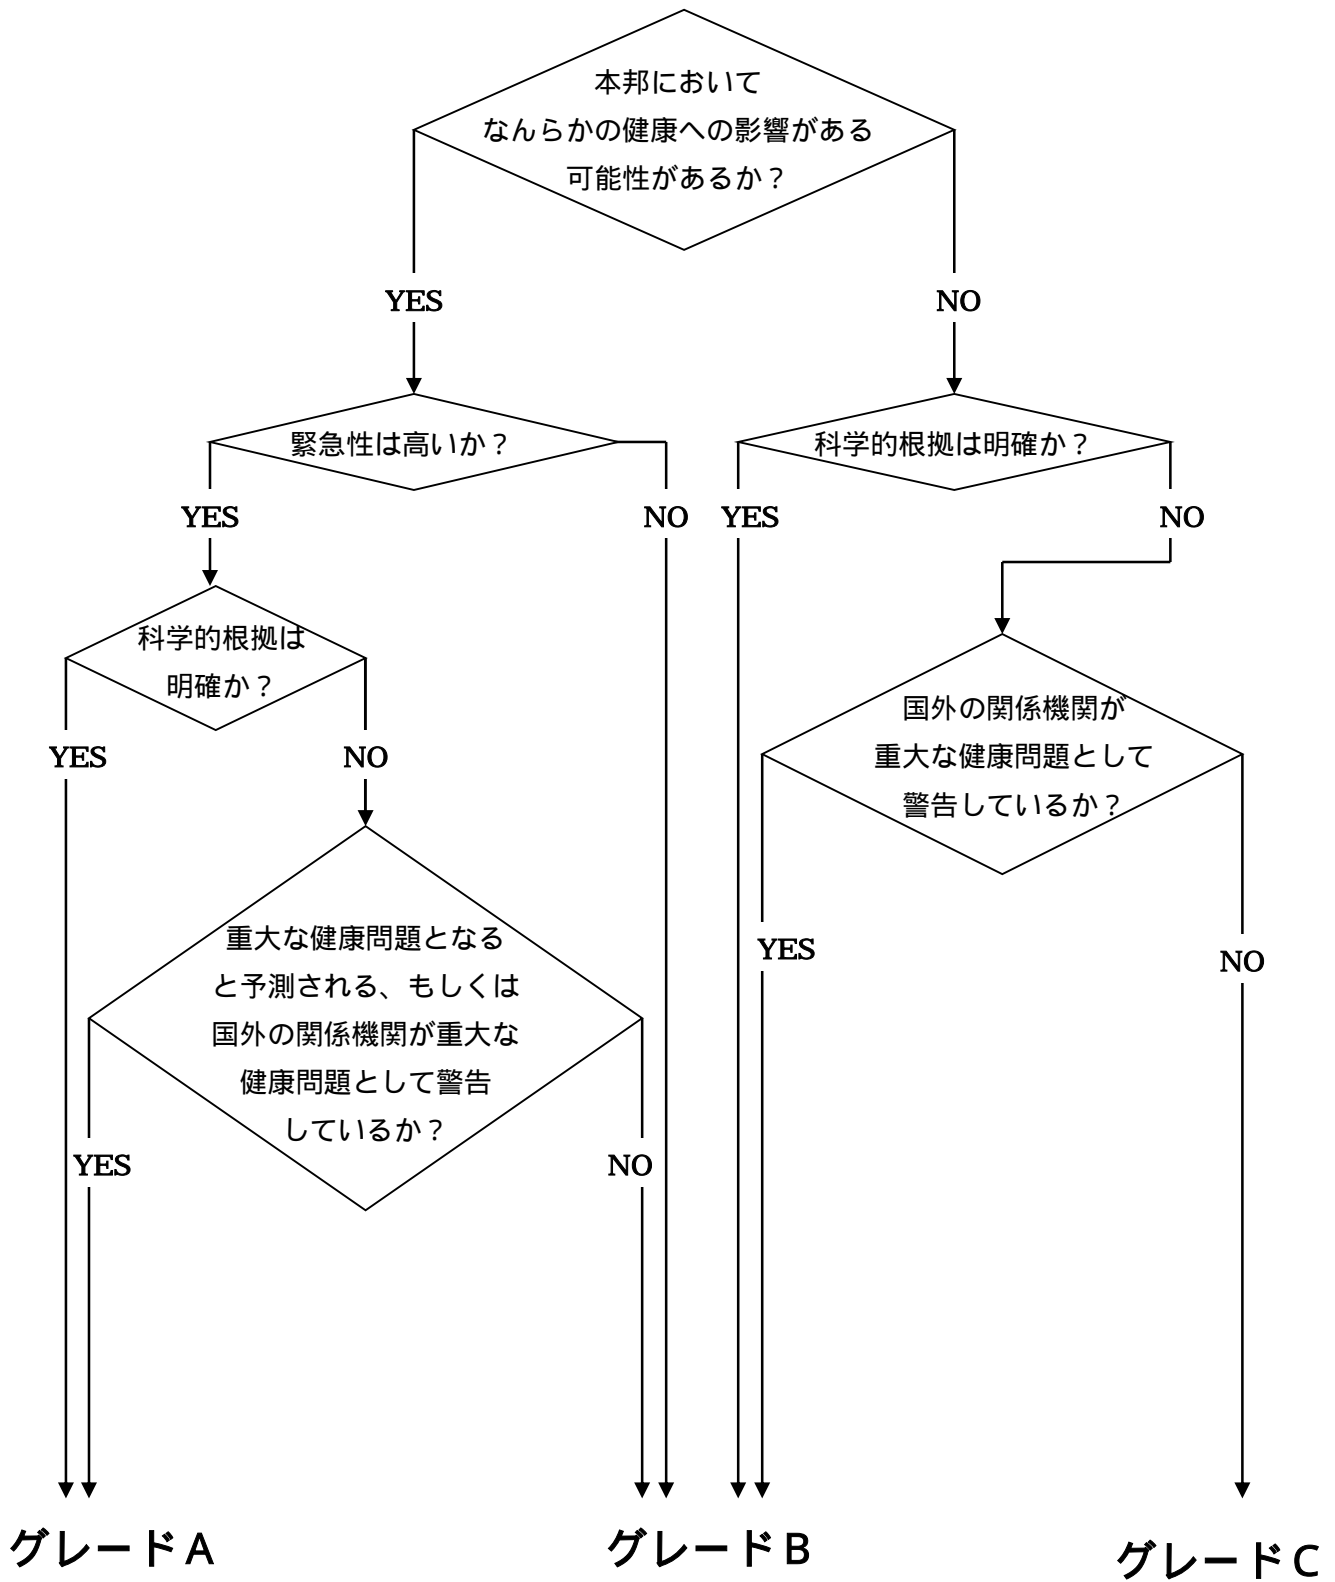 本邦において
なんらかの健康への影響がある
可能性があるか？
YES
NO
緊急性は高いか？
科学的根拠は明確か？
YES
NO
YES
NO
科学的根拠は
明確か？
国外の関係機関が
重大な健康問題として
警告しているか？
YES
NO
重大な健康問題となる
と予測される、もしくは
国外の関係機関が重大な
健康問題として警告
しているか？
YES
NO
YES
NO
グレードA
グレードB
グレードC